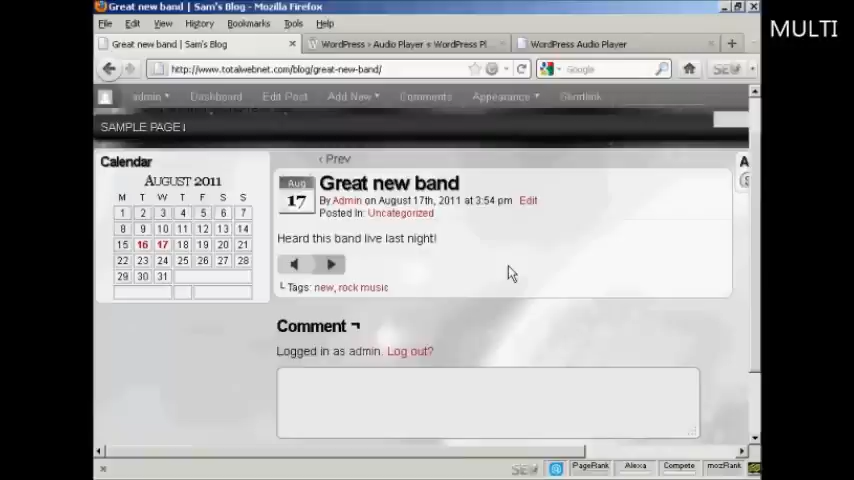 Great new band | Sam's Blog - Mozilla Firefox
MULTI
File Edit View History Bookmarks Tools Help
Great new band | Sam's Blog × WordPress › Audio Player « WordPress Pl... WordPress Audio Player +
http://www.totalwebnet.com/blog/great-new-band/ Google
admin Dashboard Edit Post Add New Comments Appearance Shortlink
SAMPLE PAGE
Calendar
‹ Prev
AUGUST 2011
M T W T F S S
1 2 3 4 5 6 7
8 9 10 11 12 13 14
15 16 17 18 19 20 21
22 23 24 25 26 27 28
29 30 31
Aug
17
Great new band
By Admin on August 17th, 2011 at 3:54 pm Edit
Posted In: Uncategorized
Heard this band live last night!
└ Tags: new, rock music
Comment ¬
Logged in as admin. Log out?
PageRank Alexa Compete mozRank